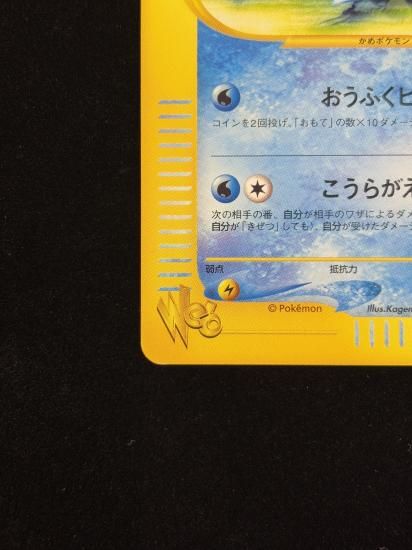 かめポケモン
おうふくビ
コインを2回投げ、「おもて」の数×10ダメー
こうらがえ
次の相手の番、自分が相手のワザによるダメ
自分が「きぜつ」しても)、自分が受けたダメー
弱点
抵抗力
Web
© Pokémon
Illus.Kagem